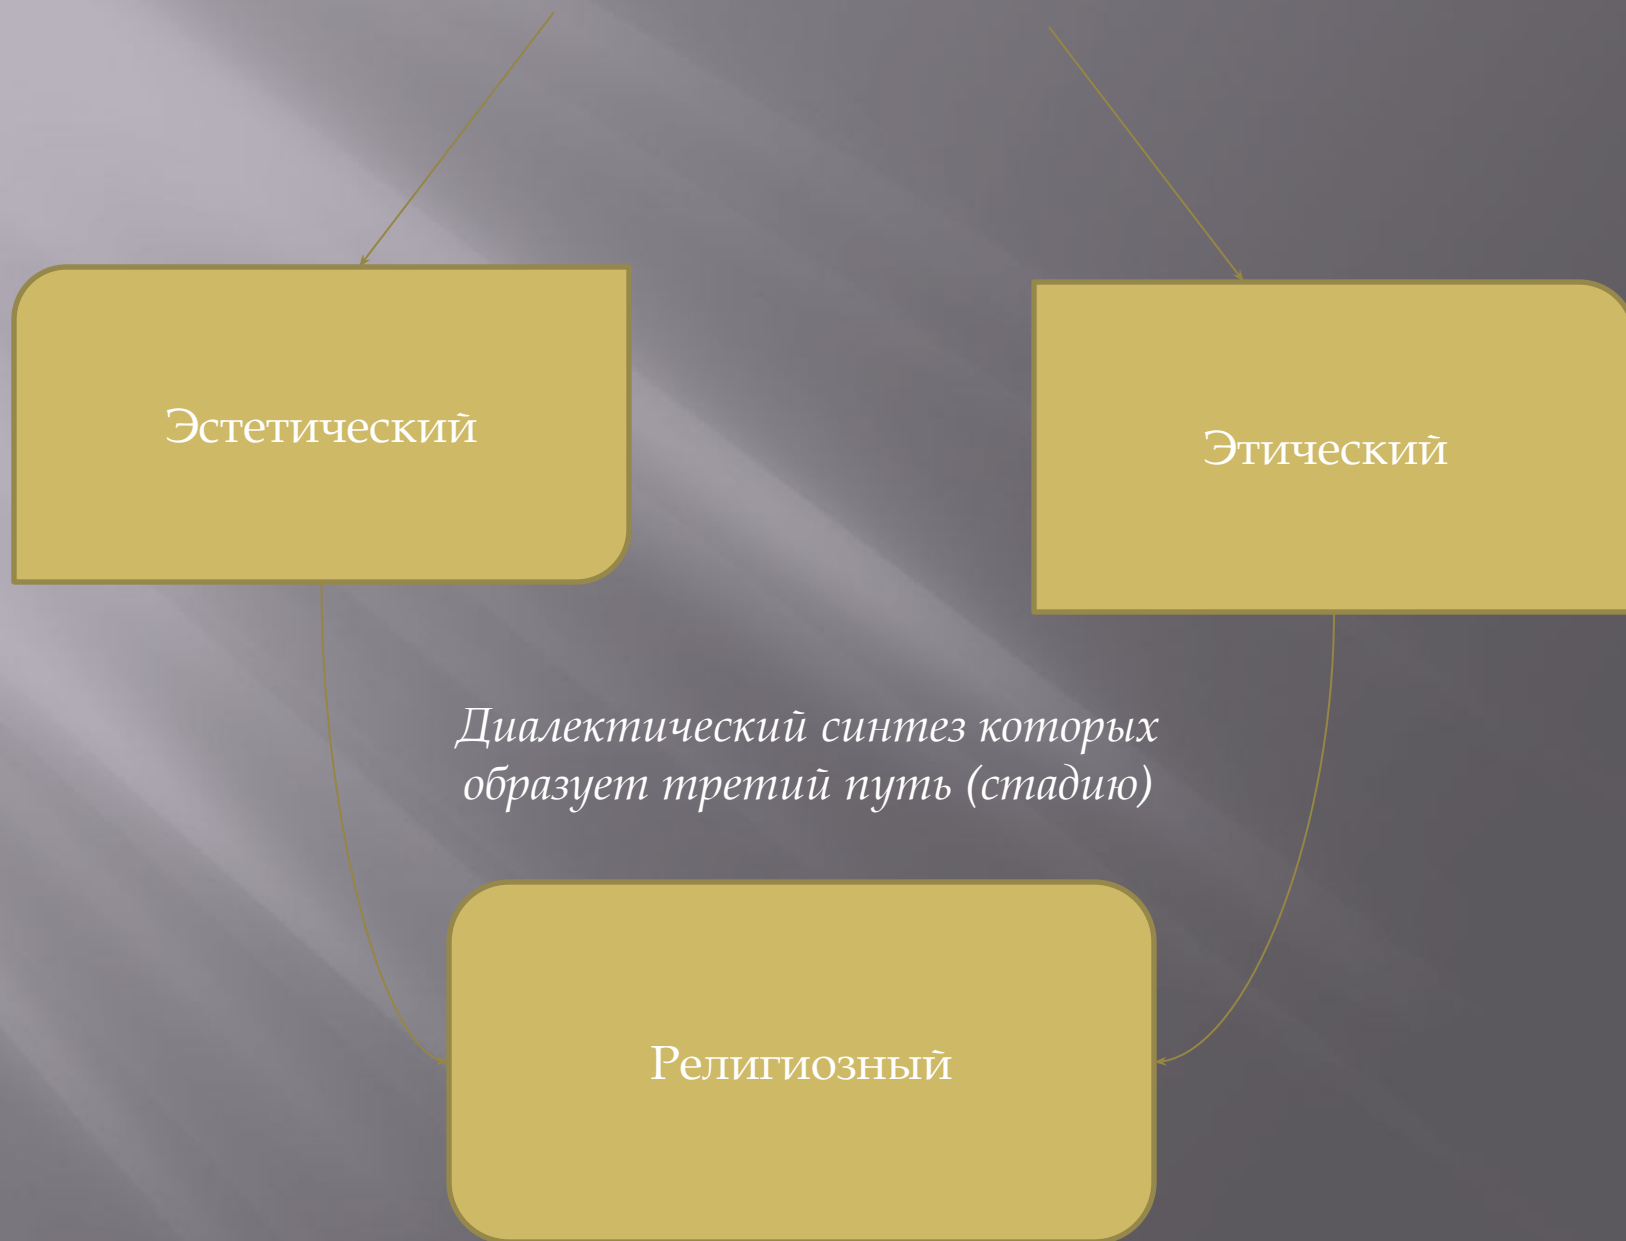 Эстетический
Этический
Диалектический синтез которых
образует третий путь (стадию)
Религиозный